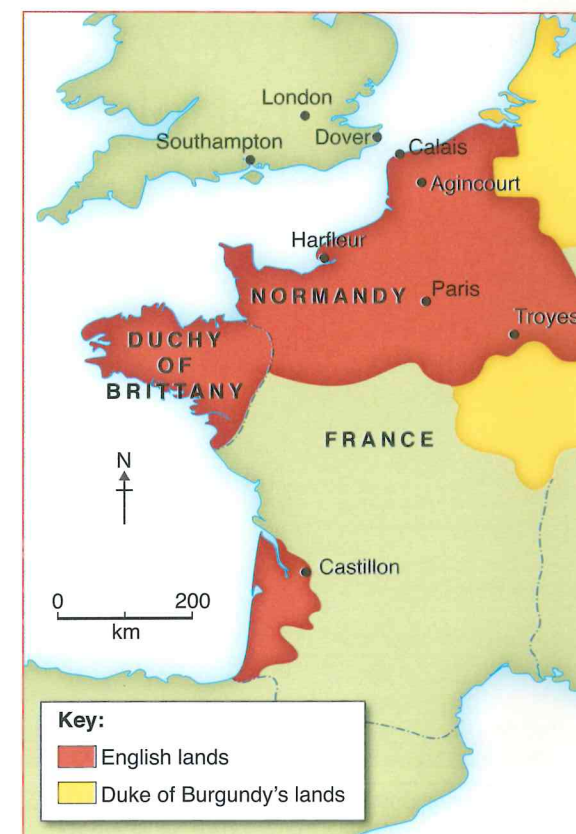 London
Southampton
Dover
Calais
Agincourt
Harfleur
NORMANDY
Paris
Troyes
DUCHY
OF
BRITTANY
FRANCE
N
Castillon
0 200
km
Key:
English lands
Duke of Burgundy's lands